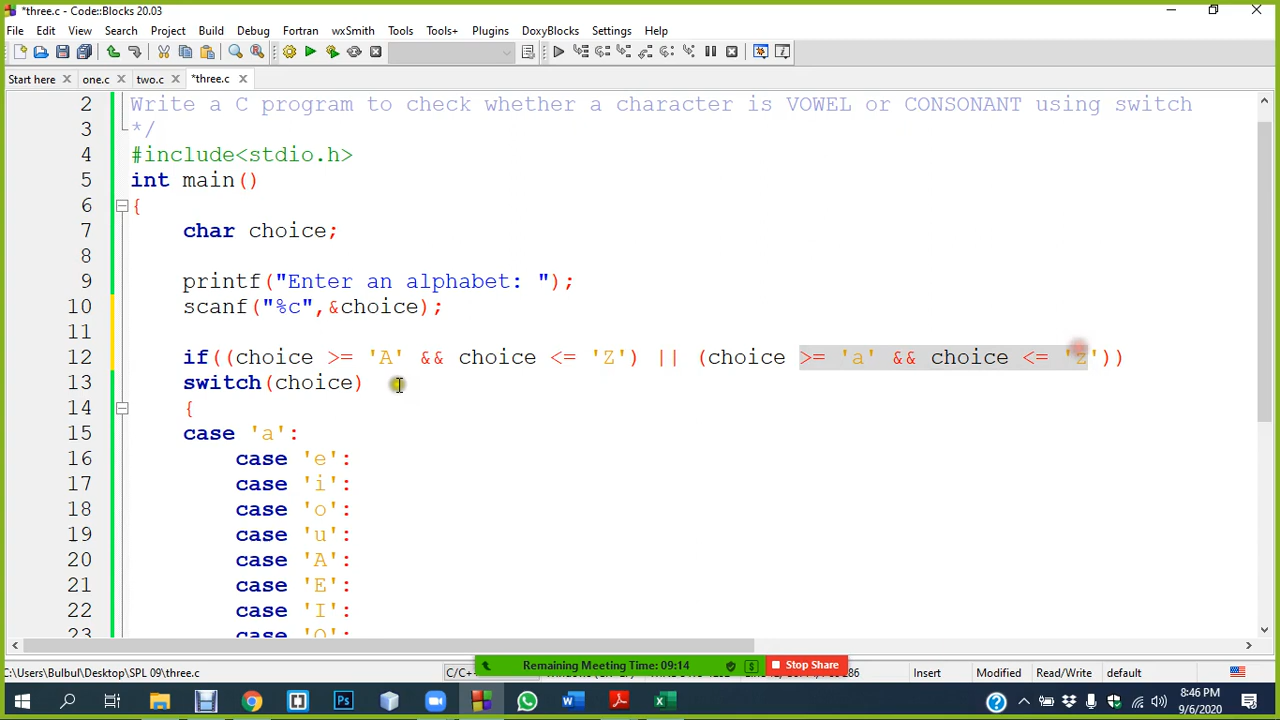 *three.c - Code::Blocks 20.03
File Edit View Search Project Build Debug Fortran wxSmith Tools Tools+ Plugins DoxyBlocks Settings Help
Start here one.c two.c *three.c
2 Write a C program to check whether a character is VOWEL or CONSONANT using switch
3 */
4 #include<stdio.h>
5 int main()
6 {
7 char choice;
8
9 printf("Enter an alphabet: ");
10 scanf("%c",&choice);
11
12 if((choice >= 'A' && choice <= 'Z') || (choice >= 'a' && choice <= 'z'))
13 switch(choice)
14 {
15 case 'a':
16 case 'e':
17 case 'i':
18 case 'o':
19 case 'u':
20 case 'A':
21 case 'E':
22 case 'I':
23 case 'O':
Remaining Meeting Time: 09:14 Stop Share
C:\Users\Bulbul\Desktop\SPL 09\three.c Insert Modified Read/Write default
8:46 PM
9/6/2020